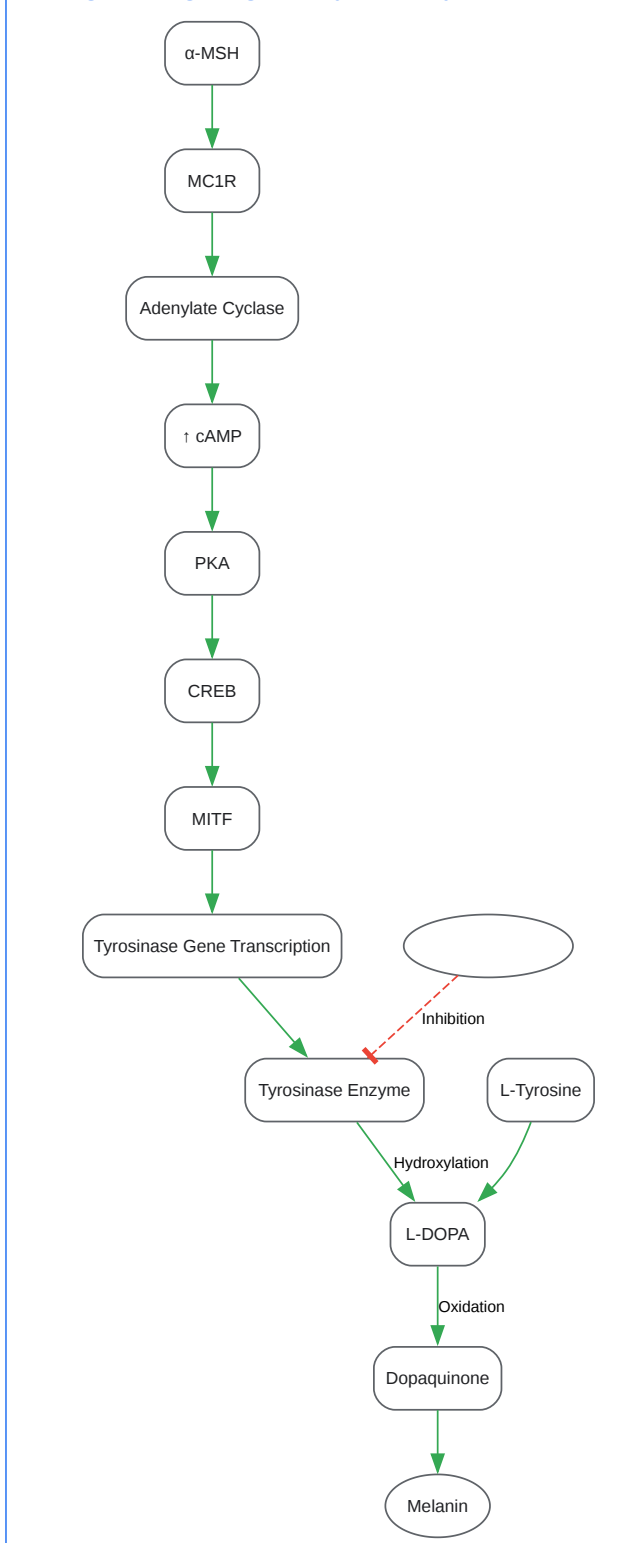 α-MSH
MC1R
Adenylate Cyclase
↑ cAMP
PKA
CREB
MITF
Tyrosinase Gene Transcription
Inhibition
Tyrosinase Enzyme
L-Tyrosine
Hydroxylation
L-DOPA
Oxidation
Dopaquinone
Melanin